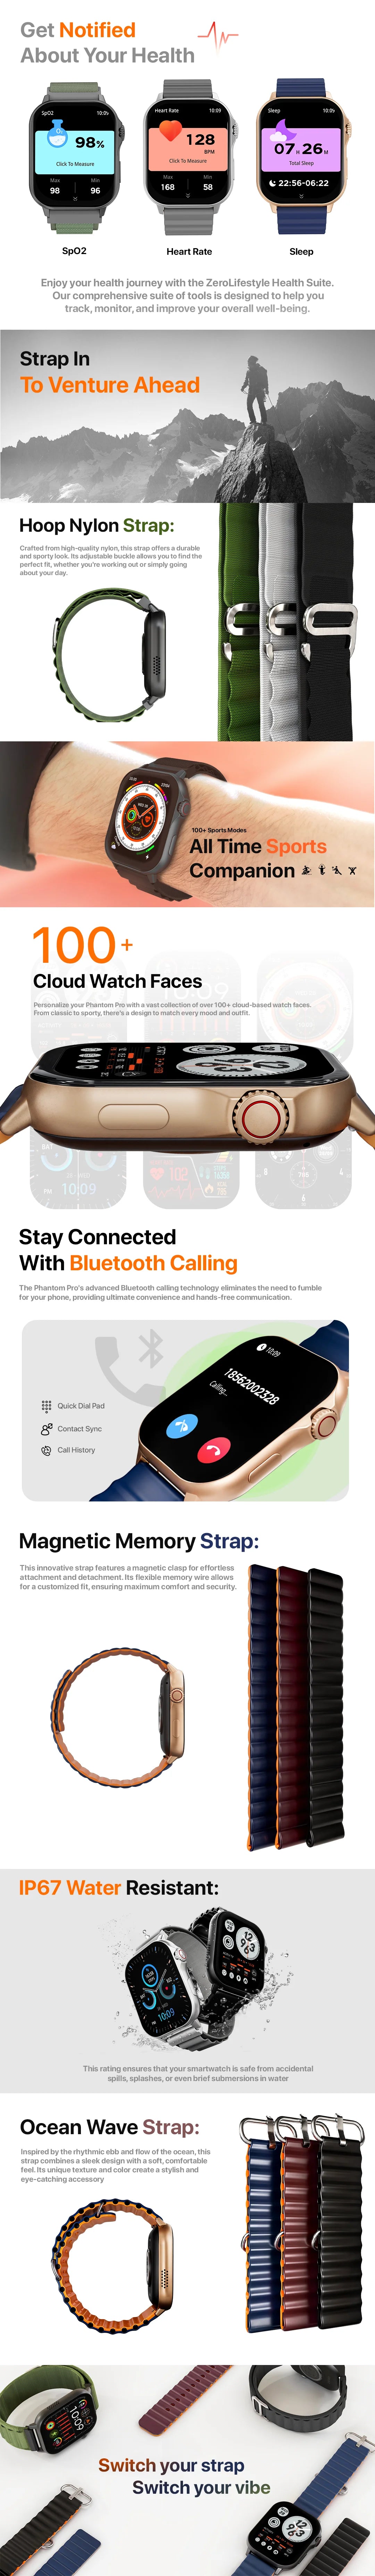 Get Notified
About Your Health
SpO2 10:09
98%
Click To Measure
Max Min
98 96
Heart Rate 10:09
128
BPM
Click To Measure
Max Min
168 58
Sleep 10:09
07 H 26 M
Total Sleep
22:56-06:22
SpO2
Heart Rate
Sleep
Enjoy your health journey with the ZeroLifestyle Health Suite.
Our comprehensive suite of tools is designed to help you
track, monitor, and improve your overall well-being.
Strap In
To Venture Ahead
Hoop Nylon Strap:
Crafted from high-quality nylon, this strap offers a durable
and sporty look. Its adjustable buckle allows you to find the
perfect fit, whether you're working out or simply going
about your day.
100+ Sports Modes
All Time Sports
Companion
100+
Cloud Watch Faces
Personalize your Phantom Pro with a vast collection of over 100+ cloud-based watch faces.
From classic to sporty, there's a design to match every mood and outfit.
PM 10:09
102
Stay Connected
With Bluetooth Calling
The Phantom Pro's advanced Bluetooth calling technology eliminates the need to fumble
for your phone, providing ultimate convenience and hands-free communication.
10:09
18562002328
Calling...
Quick Dial Pad
Contact Sync
Call History
Magnetic Memory Strap:
This innovative strap features a magnetic clasp for effortless
attachment and detachment. Its flexible memory wire allows
for a customized fit, ensuring maximum comfort and security.
IP67 Water Resistant:
12
10:09
This rating ensures that your smartwatch is safe from accidental
spills, splashes, or even brief submersions in water
Ocean Wave Strap:
Inspired by the rhythmic ebb and flow of the ocean, this
strap combines a sleek design with a soft, comfortable
feel. Its unique texture and color create a stylish and
eye-catching accessory
10:09
Switch your strap
Switch your vibe
12